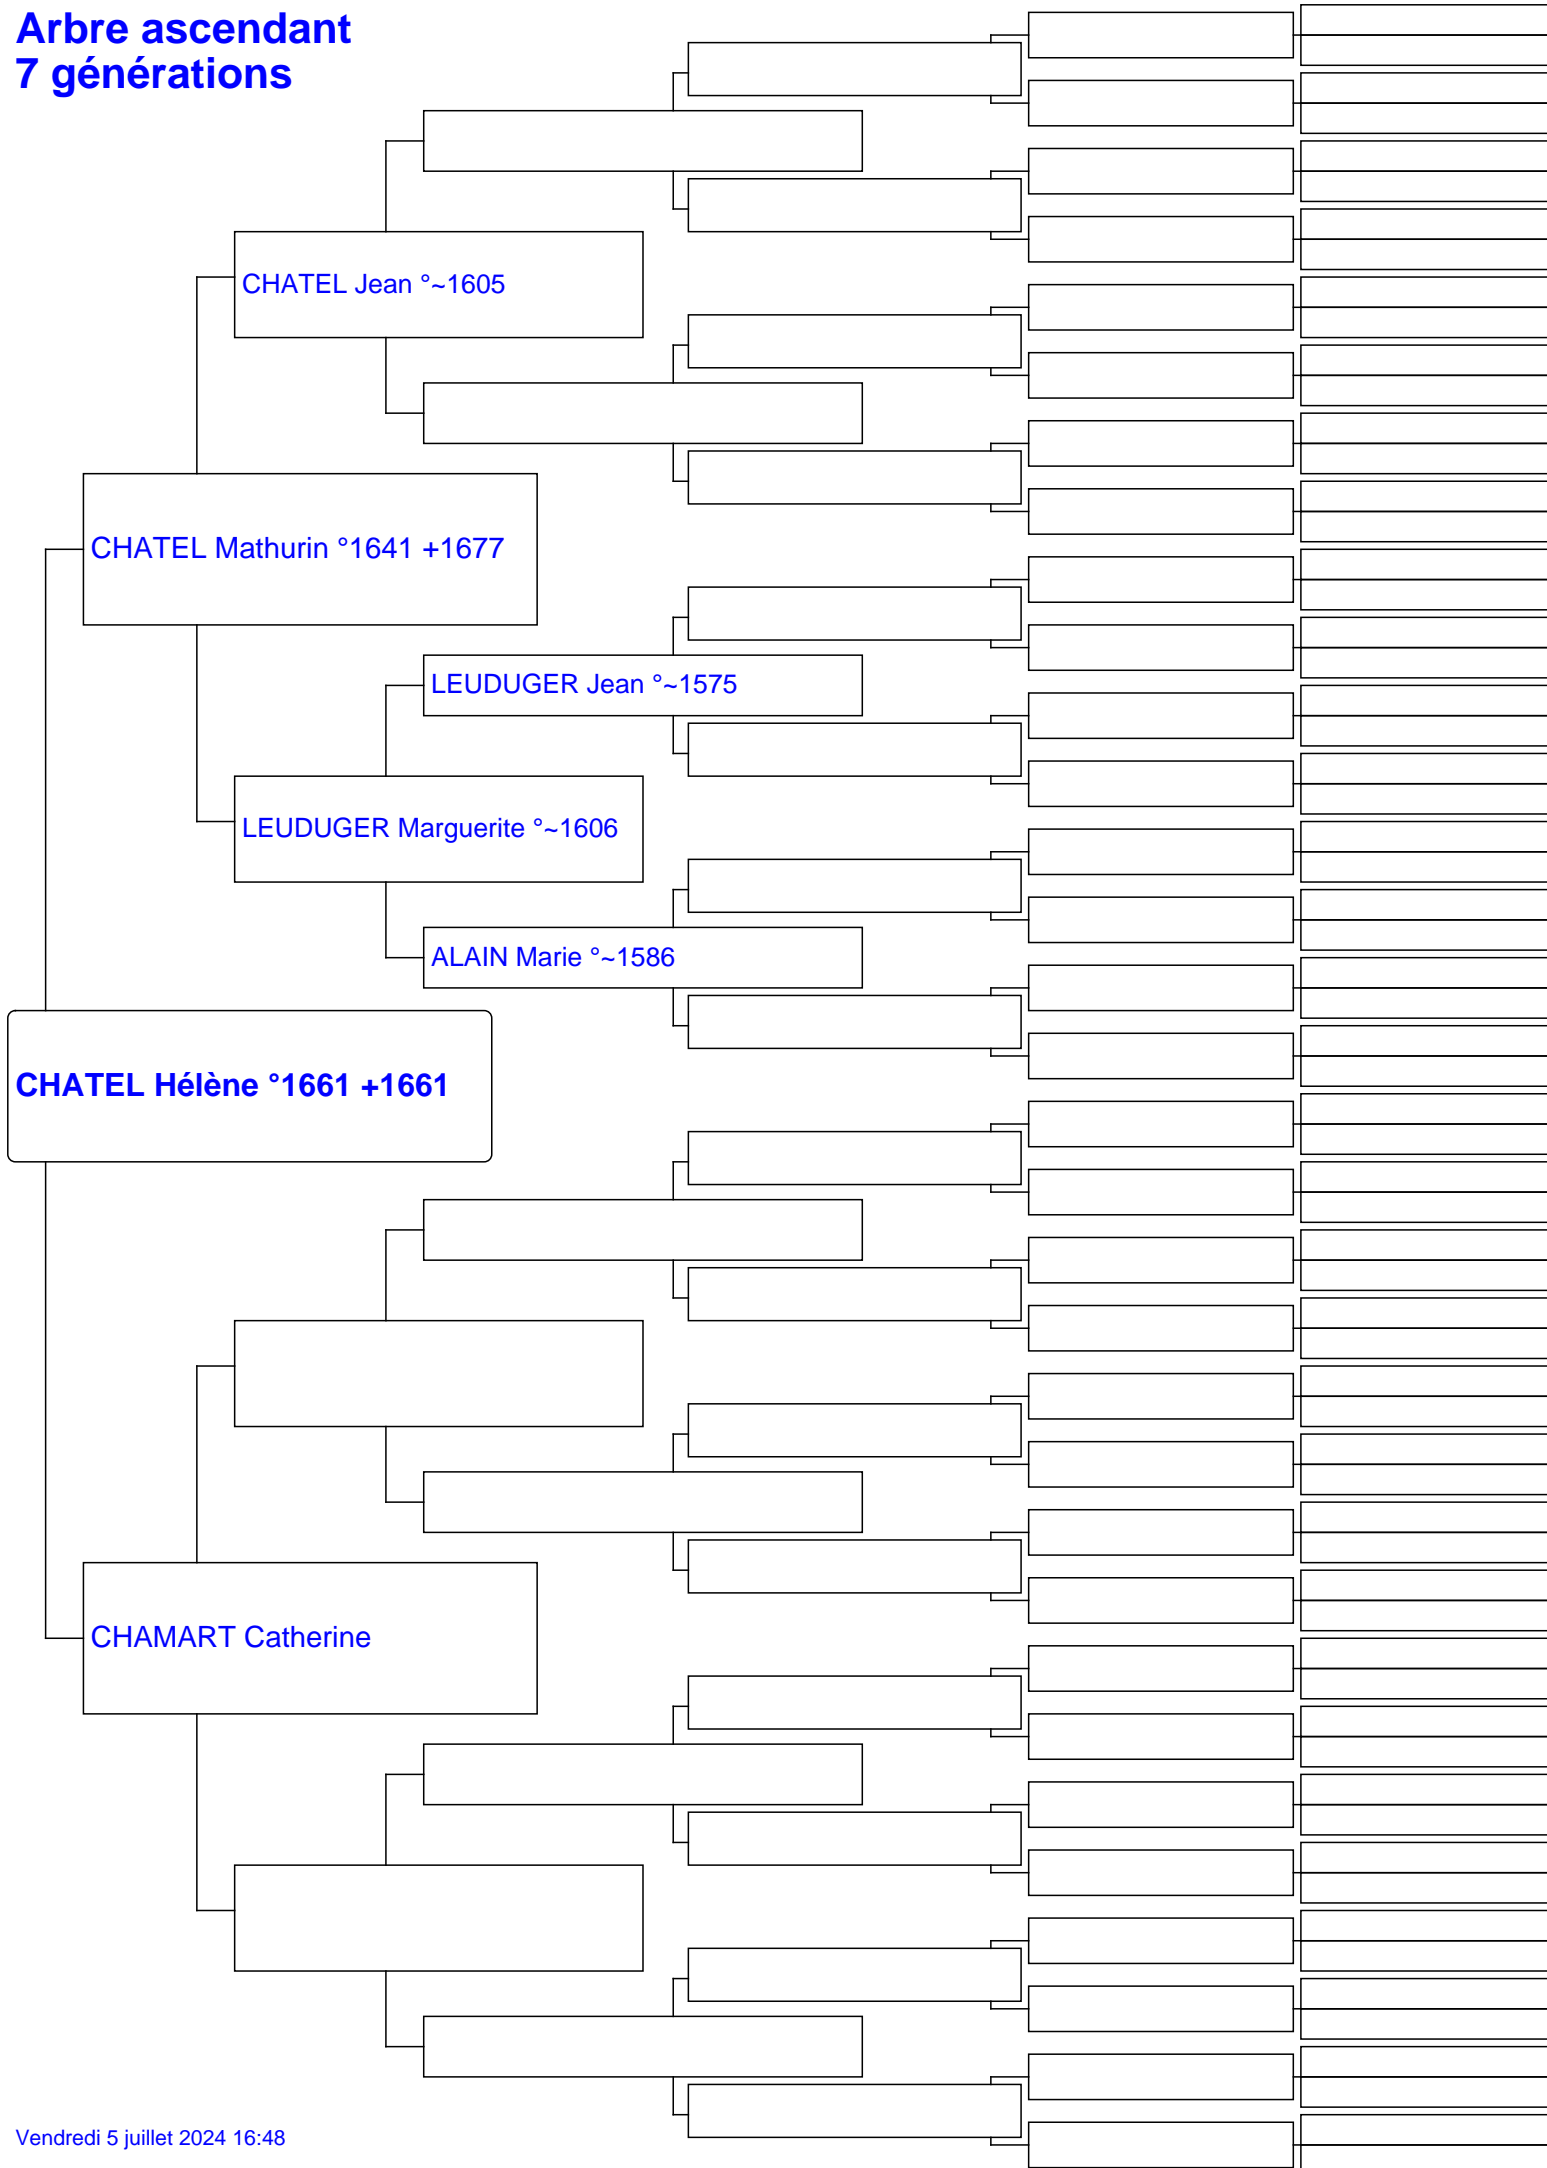 Arbre ascendant
7 générations
CHATEL Jean °~1605
CHATEL Mathurin °1641 +1677
LEUDUGER Jean °~1575
LEUDUGER Marguerite °~1606
ALAIN Marie °~1586
CHATEL Hélène °1661 +1661
CHAMART Catherine
Vendredi 5 juillet 2024 16:48